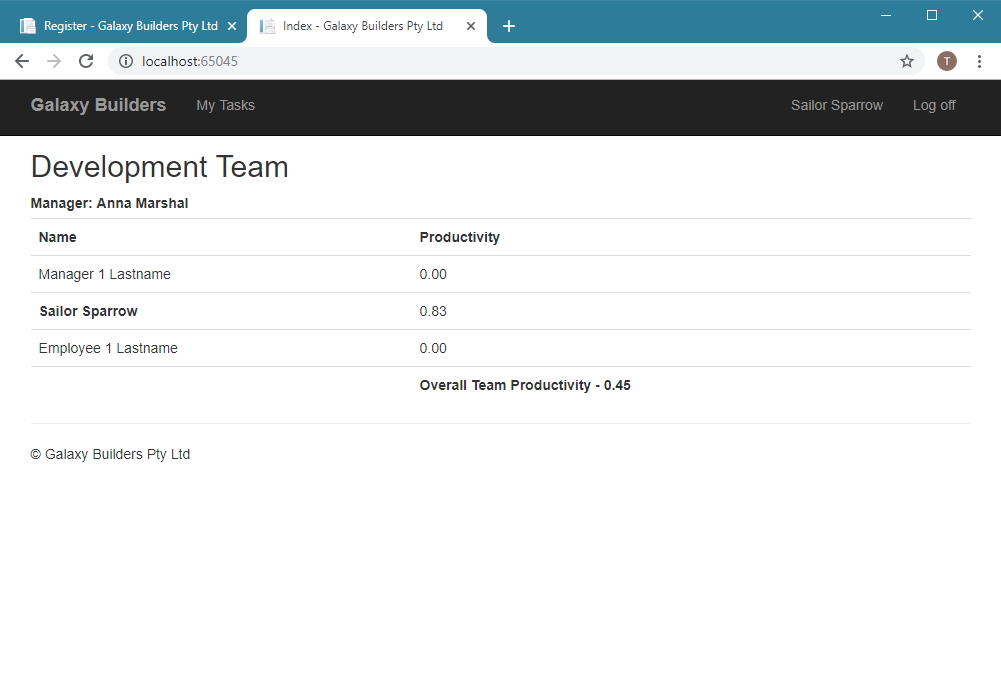 Register - Galaxy Builders Pty Ltd
Index - Galaxy Builders Pty Ltd
localhost:65045
T
Galaxy Builders My Tasks Sailor Sparrow Log off
Development Team
Manager: Anna Marshal
Name Productivity
Manager 1 Lastname 0.00
Sailor Sparrow 0.83
Employee 1 Lastname 0.00
Overall Team Productivity - 0.45
© Galaxy Builders Pty Ltd